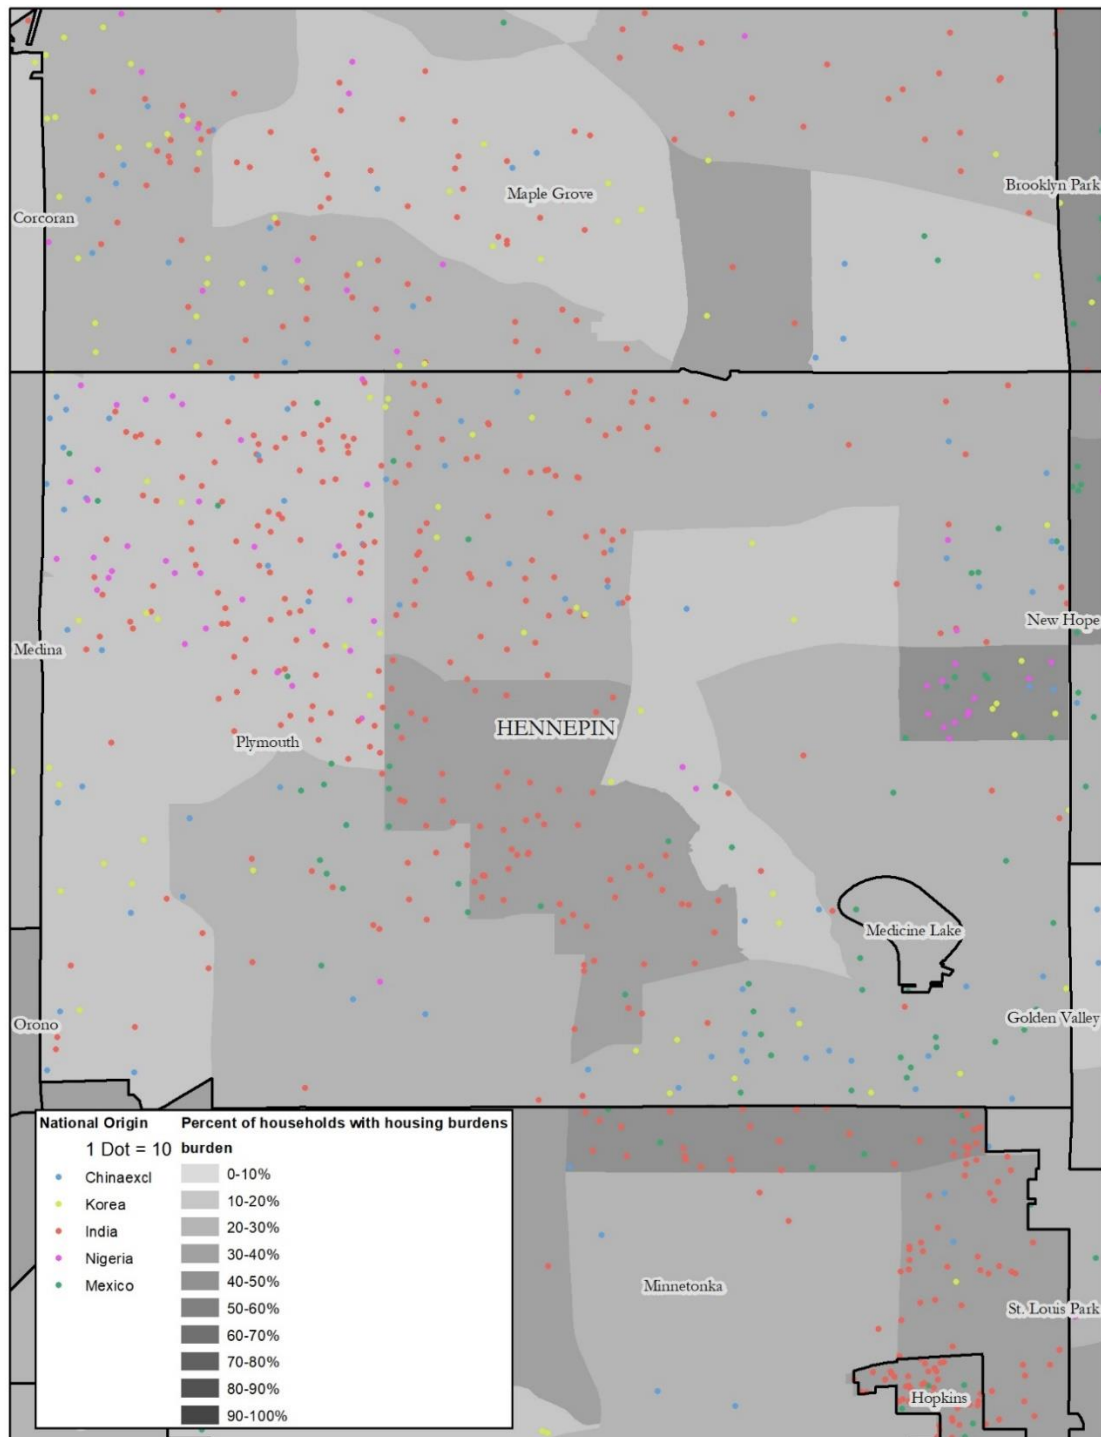 Maple Grove
Brooklyn Park
Corcoran
New Hope
Medina
HENNEPIN
Plymouth
Medicine Lake
Orono
Golden Valley
National Origin
1 Dot = 10
Chinaexcl
Korea
India
Nigeria
Mexico
Percent of households with housing burdens
burden
0-10%
10-20%
20-30%
30-40%
40-50%
50-60%
60-70%
70-80%
80-90%
90-100%
Minnetonka
St. Louis Park
Hopkins